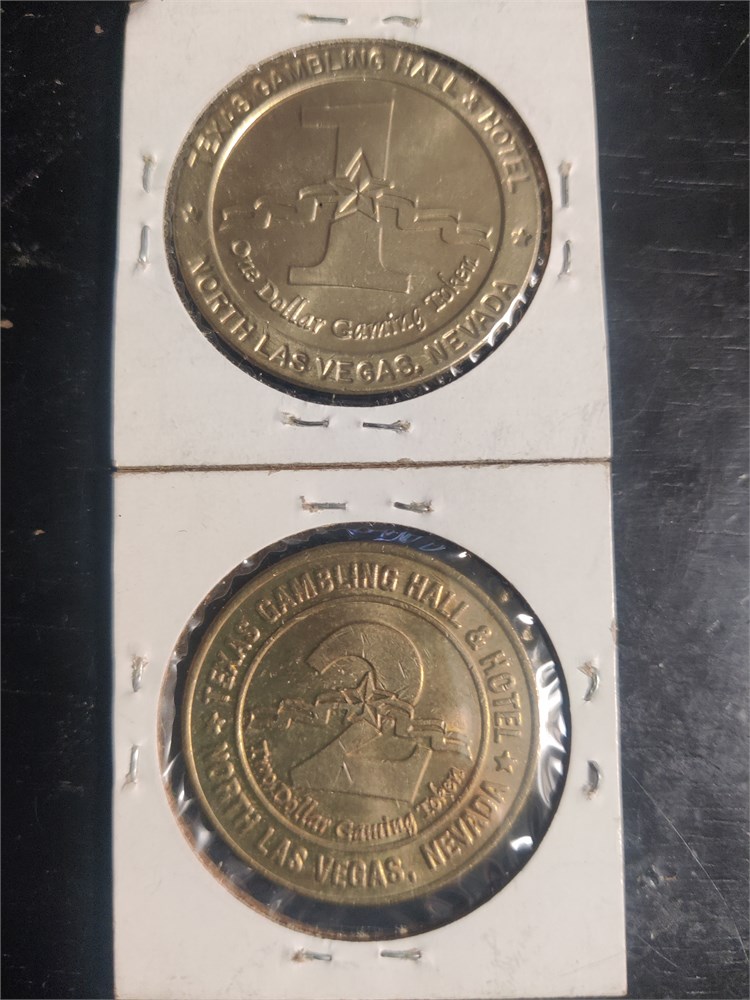 TEXAS GAMBLING HALL & HOTEL
1
One Dollar Gaming Token
NORTH LAS VEGAS, NEVADA
TEXAS GAMBLING HALL & HOTEL
2
Two Dollar Gaming Token
NORTH LAS VEGAS, NEVADA